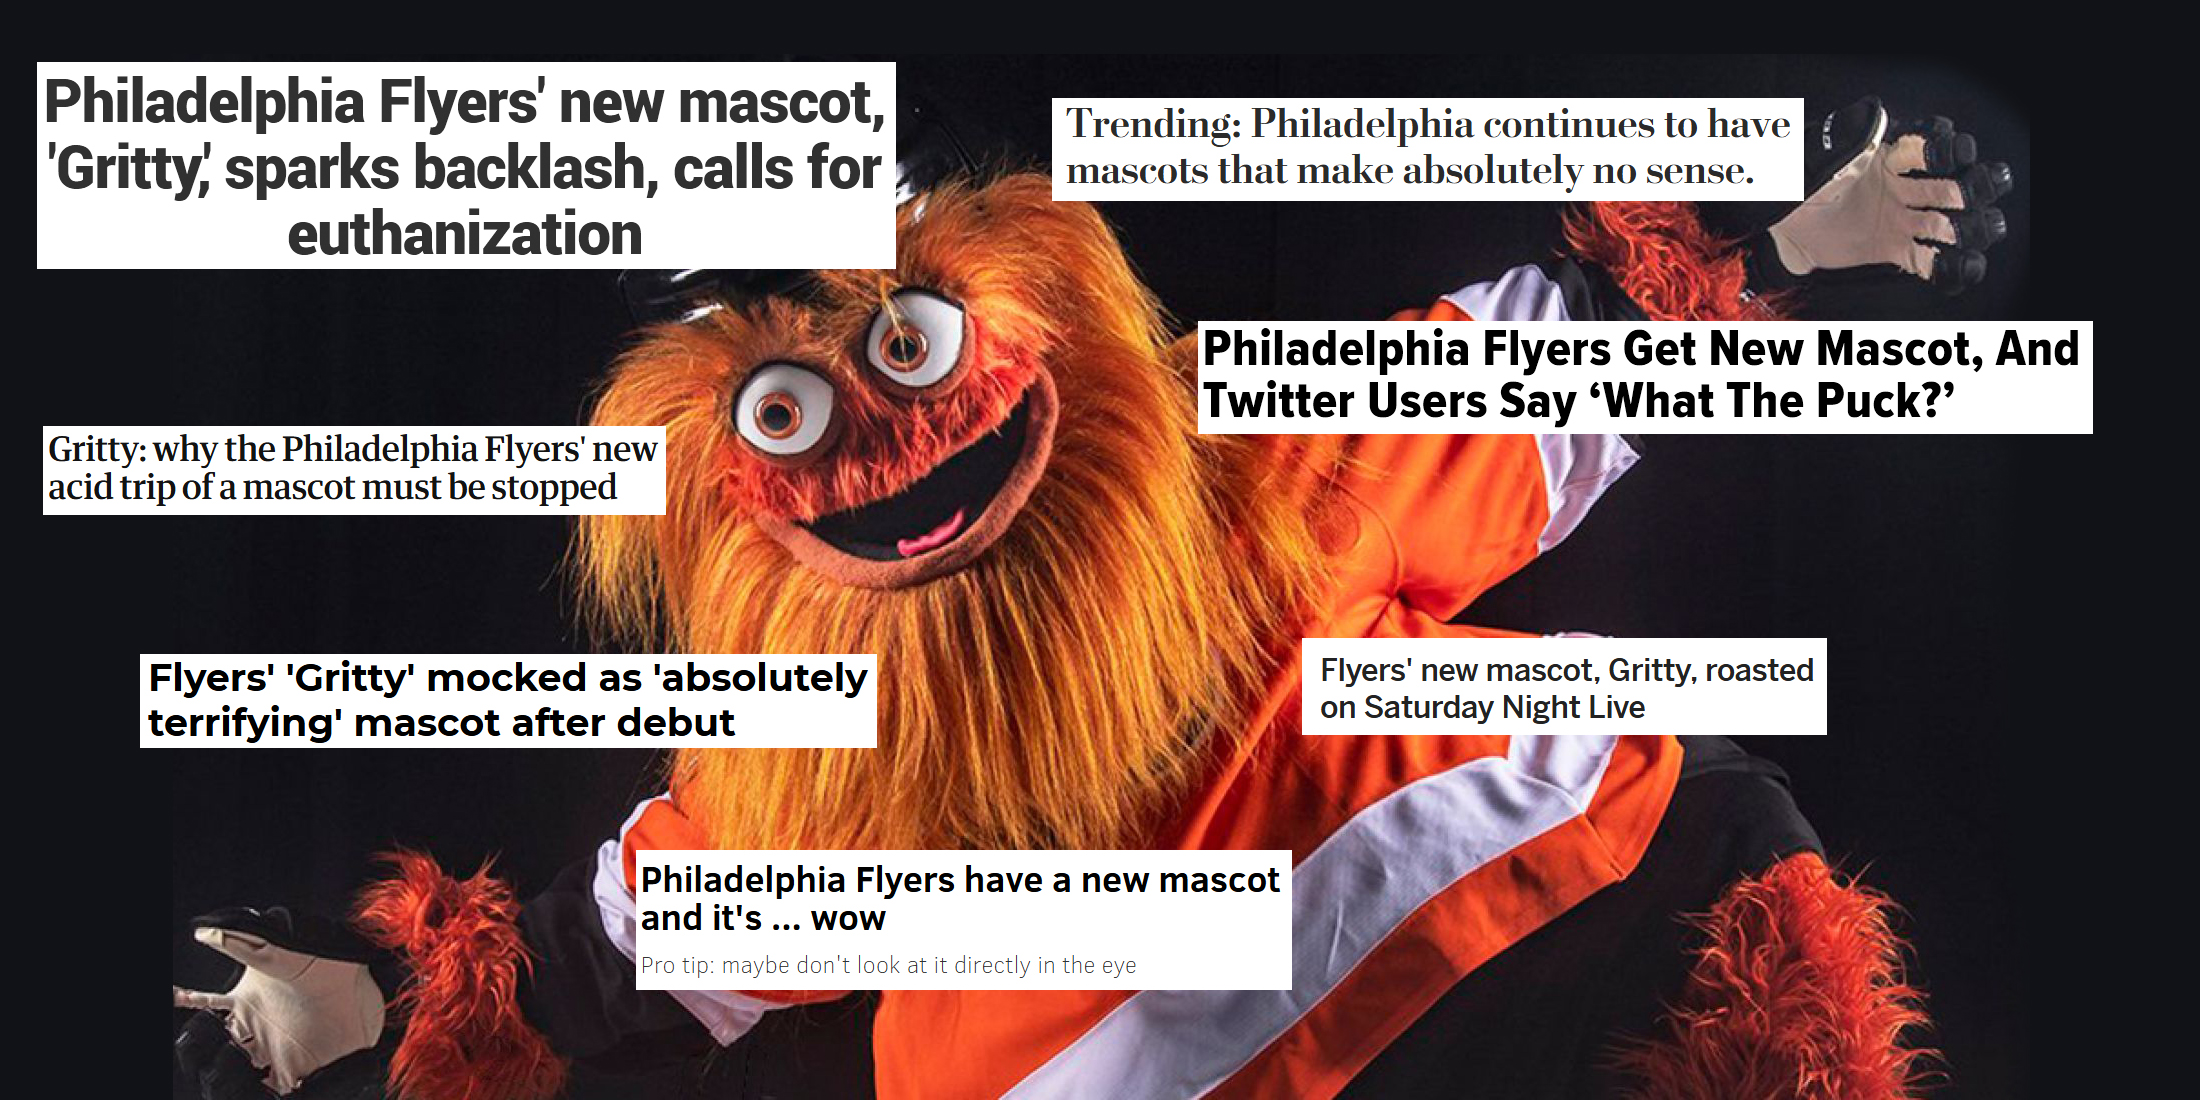 Philadelphia Flyers' new mascot,
'Gritty,' sparks backlash, calls for
euthanization
Trending: Philadelphia continues to have
mascots that make absolutely no sense.
Philadelphia Flyers Get New Mascot, And
Twitter Users Say ‘What The Puck?’
Gritty: why the Philadelphia Flyers' new
acid trip of a mascot must be stopped
Flyers' 'Gritty' mocked as 'absolutely
terrifying' mascot after debut
Flyers' new mascot, Gritty, roasted
on Saturday Night Live
Philadelphia Flyers have a new mascot
and it's ... wow
Pro tip: maybe don't look at it directly in the eye